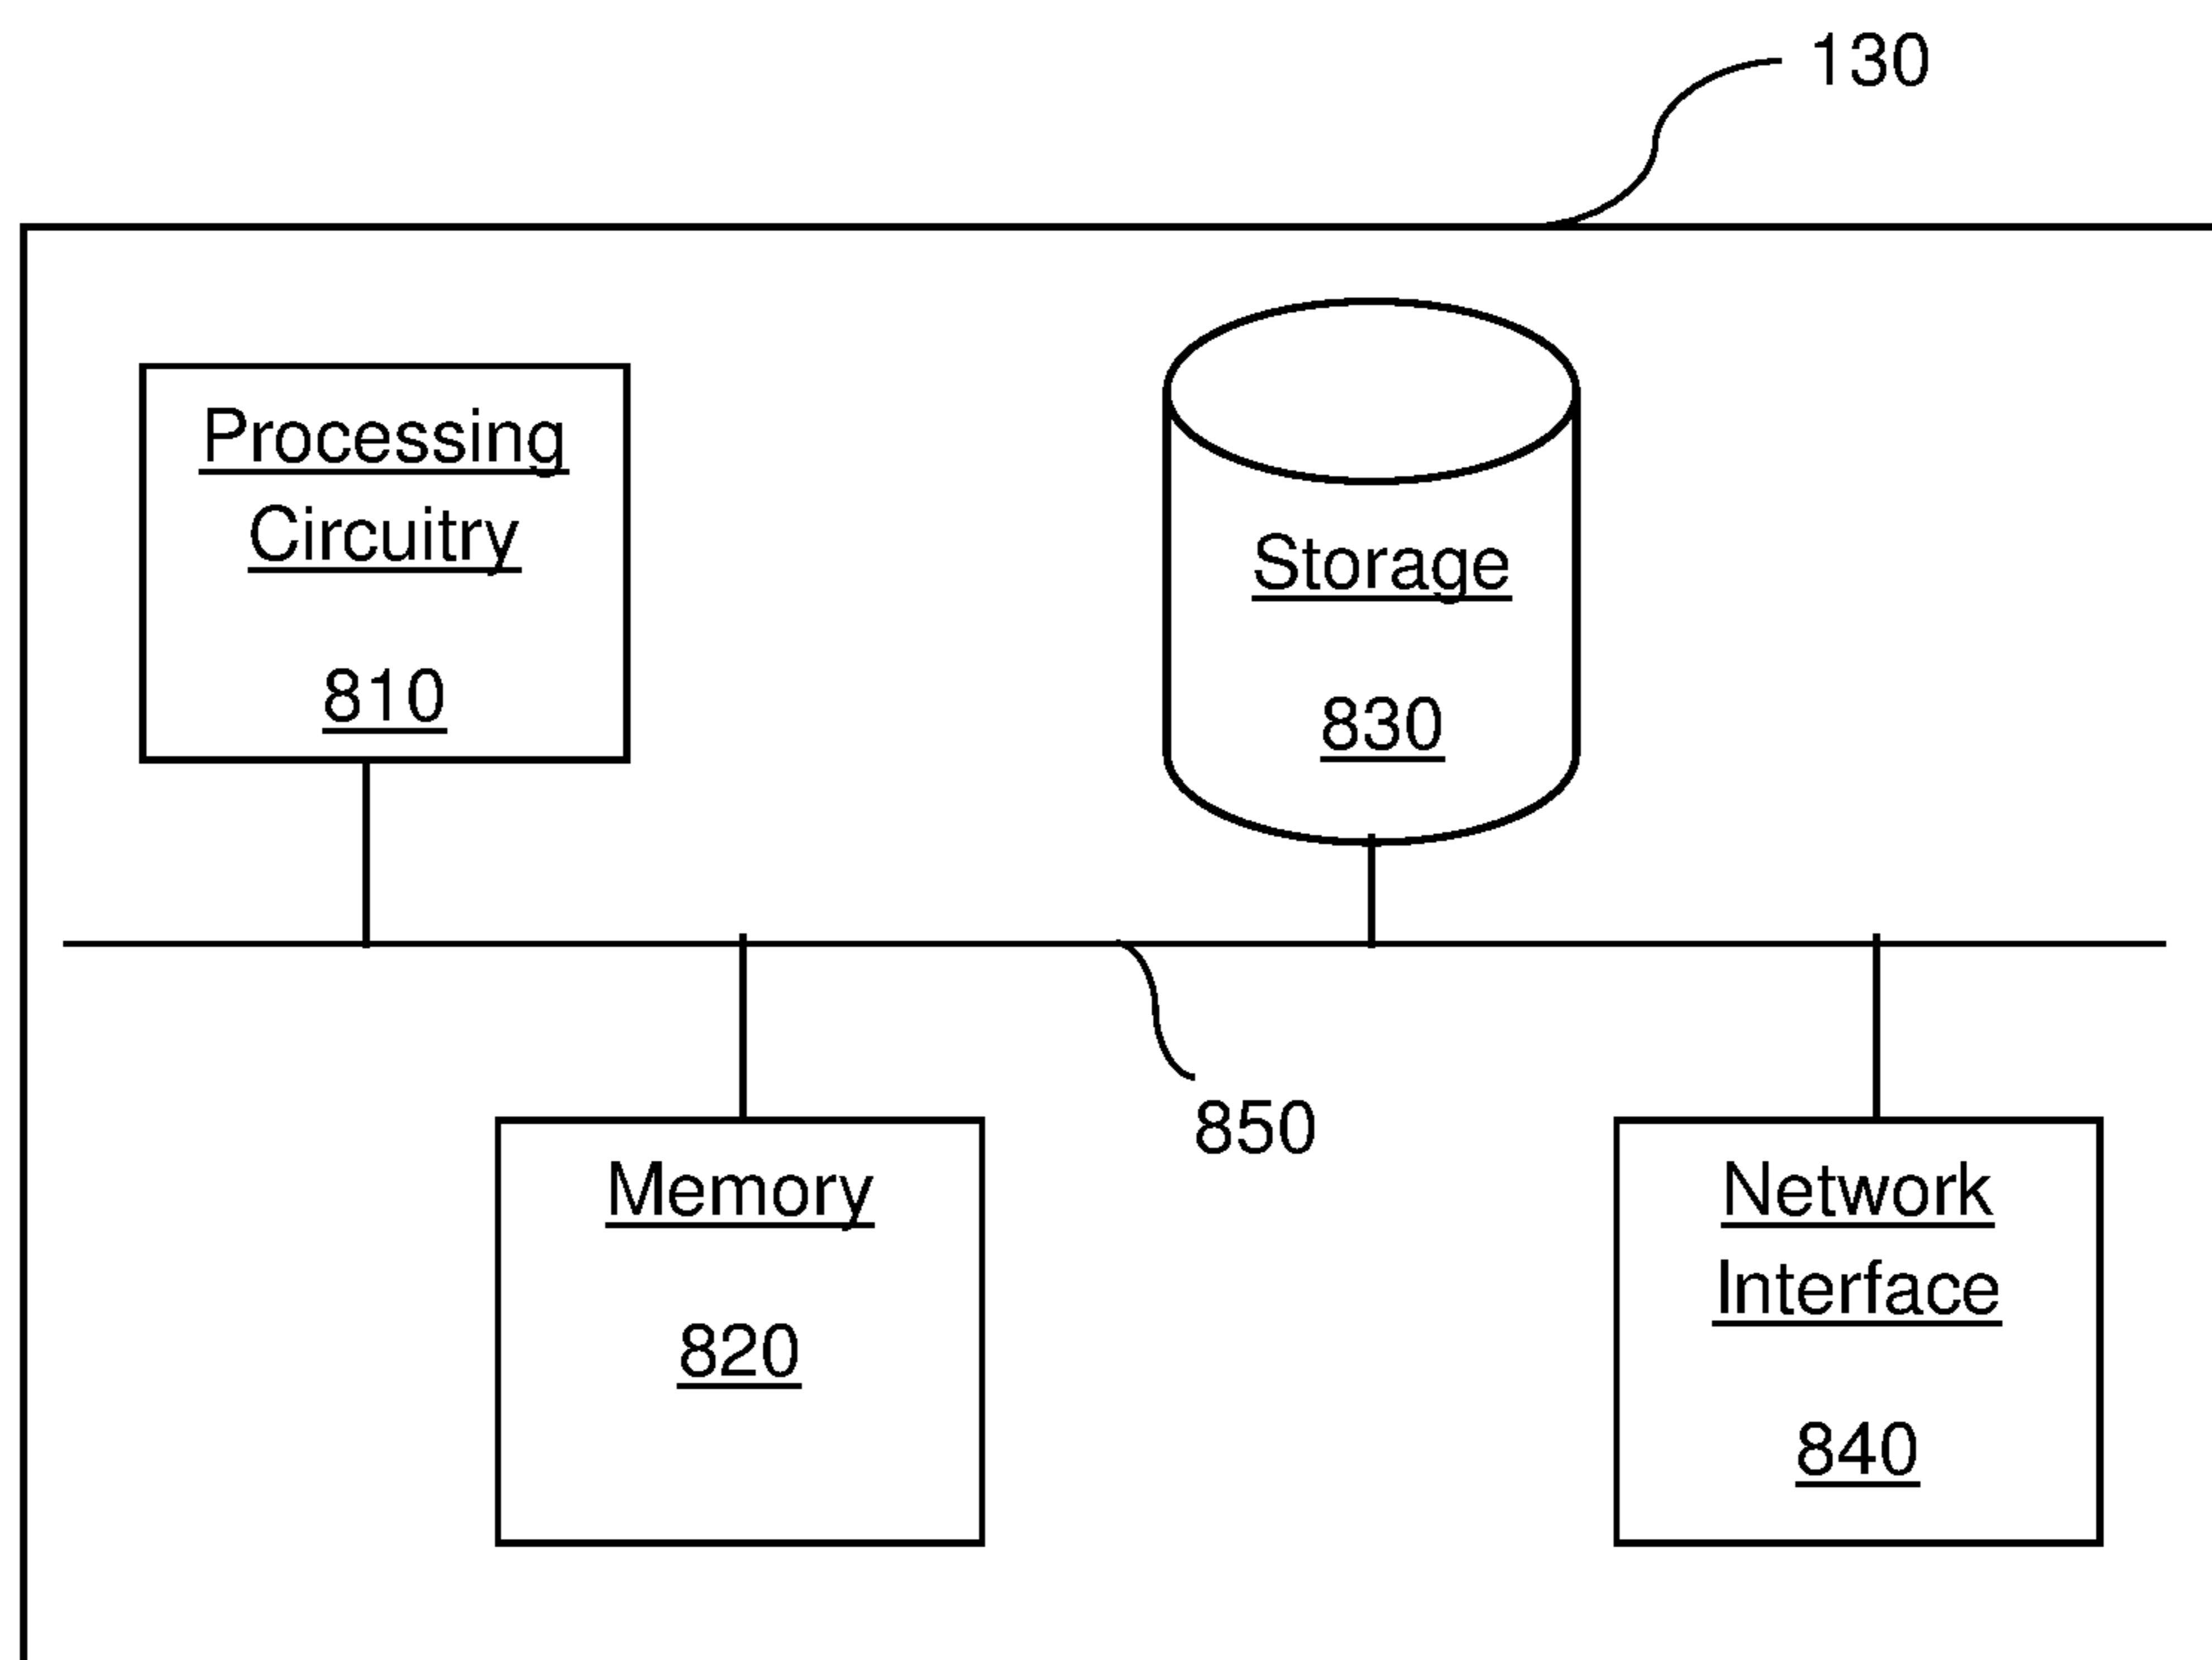 130
Processing
Circuitry
810
Storage
830
850
Memory
820
Network
Interface
840